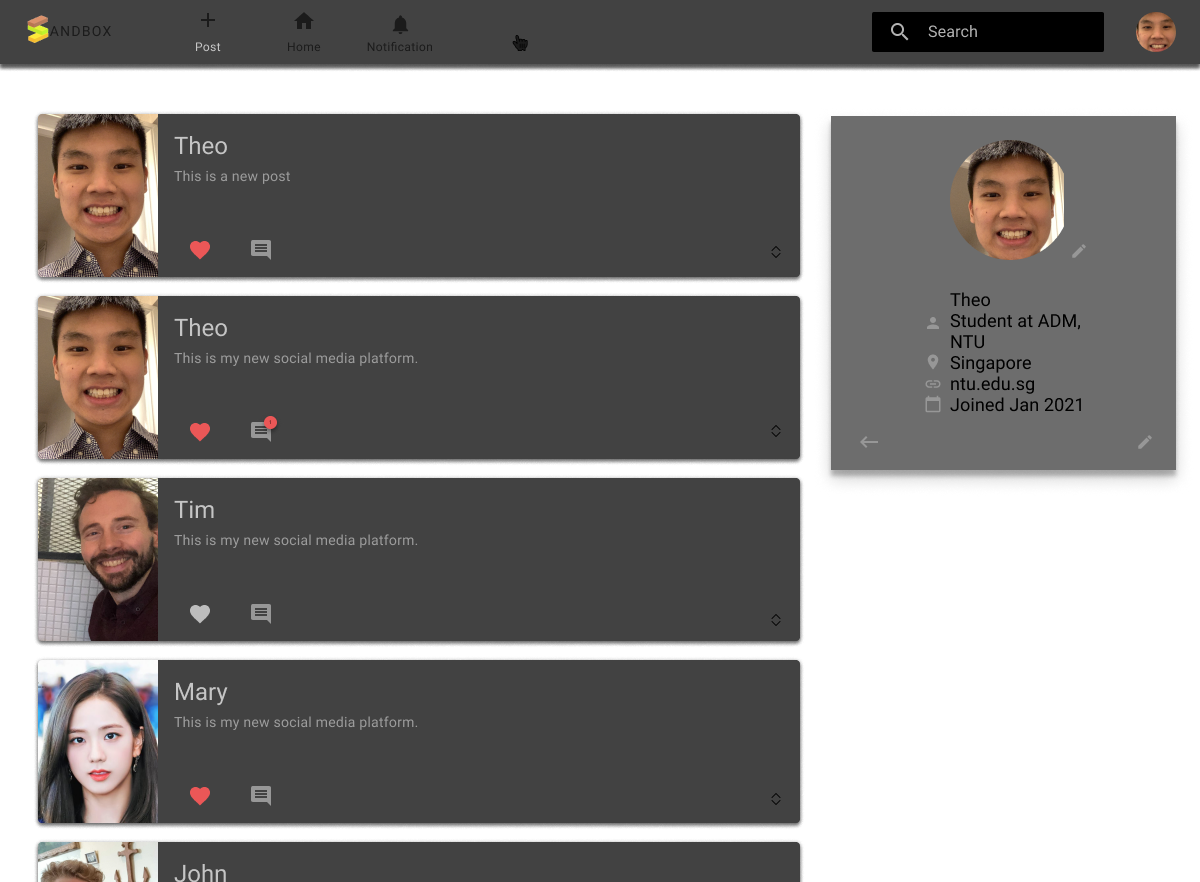 ANDBOX
Post
Home
Notification
Search
Theo
This is a new post
Theo
This is my new social media platform.
1
Tim
This is my new social media platform.
Mary
This is my new social media platform.
John
Theo
Student at ADM,
NTU
Singapore
ntu.edu.sg
Joined Jan 2021